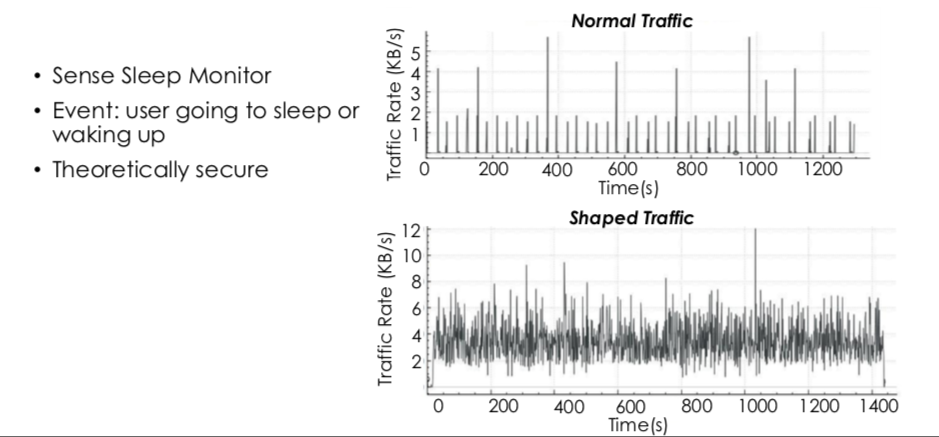 • Sense Sleep Monitor
• Event: user going to sleep or
waking up
• Theoretically secure
Normal Traffic
Traffic Rate (KB/s)
5
4
3
2
1
0 200 400 600 800 1000 1200
Time(s)
Shaped Traffic
Traffic Rate (KB/s)
12
10
8
6
4
2
0 200 400 600 800 1000 1200 1400
Time(s)